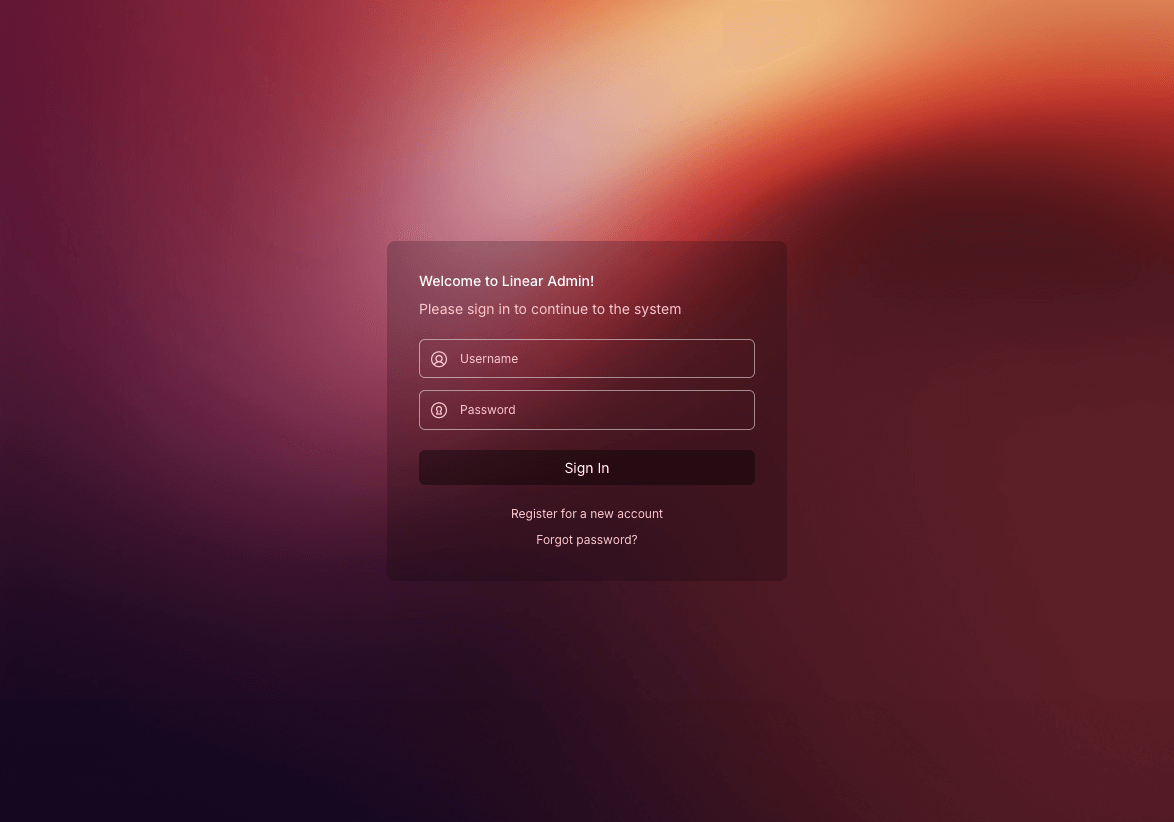 Welcome to Linear Admin!
Please sign in to continue to the system
Username
Password
Sign In
Register for a new account
Forgot password?